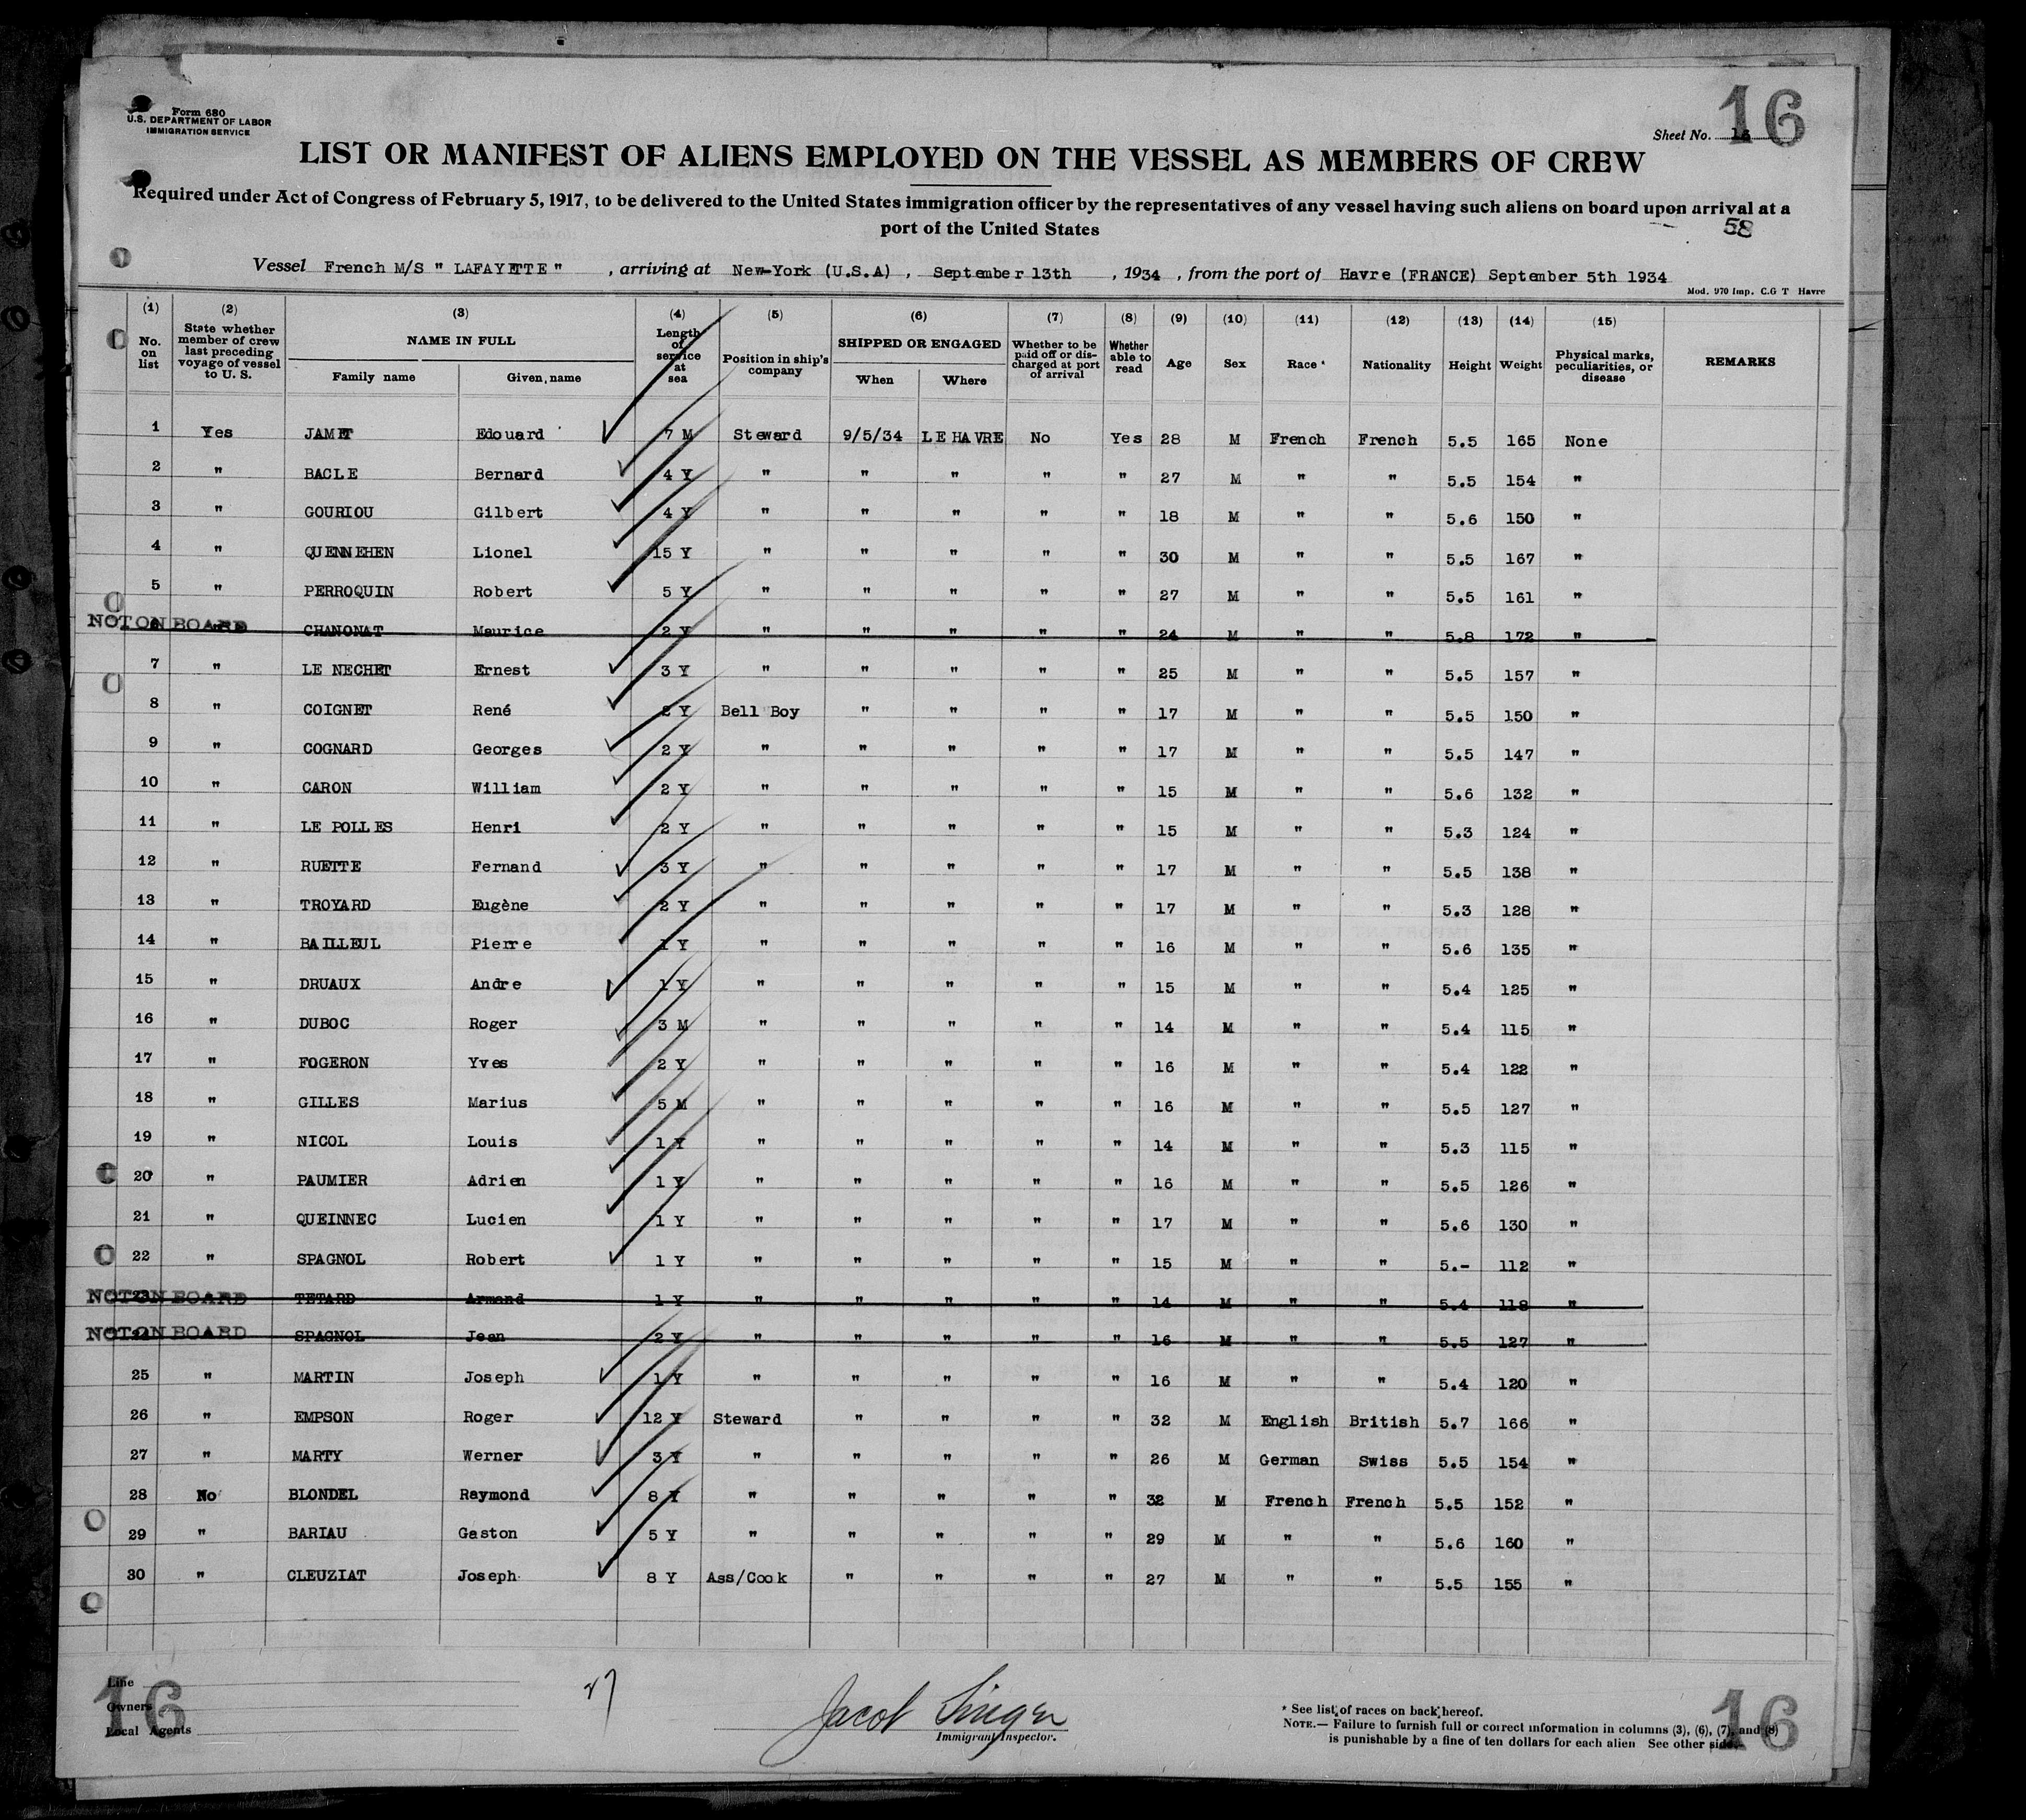 Form 680
U.S. DEPARTMENT OF LABOR
IMMIGRATION SERVICE
16
Sheet No. 16
LIST OR MANIFEST OF ALIENS EMPLOYED ON THE VESSEL AS MEMBERS OF CREW
Required under Act of Congress of February 5, 1917, to be delivered to the United States immigration officer by the representatives of any vessel having such aliens on board upon arrival at a
port of the United States
58
Vessel French M/S " LAFAYETTE " , arriving at New-York (U.S.A) , September 13th , 1934 , from the port of Havre (FRANCE) September 5th 1934
Mod. 970 Imp. C.G T Havre
(1) (2) (3) (4) (5) (6) (7) (8) (9) (10) (11) (12) (13) (14) (15)
No. on list State whether member of crew last preceding voyage of vessel to U. S. NAME IN FULL Family name Given name Length of service at sea Position in ship's company SHIPPED OR ENGAGED When Where Whether to be paid off or discharged at port of arrival Whether able to read Age Sex Race * Nationality Height Weight Physical marks, peculiarities, or disease REMARKS
1 Yes JAMET Edouard 7 M Steward 9/5/34 LE HAVRE No Yes 28 M French French 5.5 165 None
2 " BACLE Bernard 4 Y " " " " " 27 M " " 5.5 154 "
3 " GOURIOU Gilbert 4 Y " " " " " 18 M " " 5.6 150 "
4 " QUENNEHEN Lionel 15 Y " " " " " 30 M " " 5.5 167 "
5 " PERROQUIN Robert 5 Y " " " " " 27 M " " 5.5 161 "
NOT ON BOARD 6 " CHANONAT Maurice 2 Y " " " " " 24 M " " 5.8 172 "
7 " LE NECHET Ernest 3 Y " " " " " 25 M " " 5.5 157 "
8 " COIGNET René 2 Y Bell Boy " " " " 17 M " " 5.5 150 "
9 " COGNARD Georges 2 Y " " " " " 17 M " " 5.5 147 "
10 " CARON William 2 Y " " " " " 15 M " " 5.6 132 "
11 " LE POLLES Henri 2 Y " " " " " 15 M " " 5.3 124 "
12 " RUETTE Fernand 3 Y " " " " " 17 M " " 5.5 138 "
13 " TROYARD Eugène 2 Y " " " " " 17 M " " 5.3 128 "
14 " BAILLEUL Pierre 1 Y " " " " " 16 M " " 5.6 135 "
15 " DRUAUX Andre 1 Y " " " " " 15 M " " 5.4 125 "
16 " DUBOC Roger 3 M " " " " " 14 M " " 5.4 115 "
17 " FOGERON Yves 2 Y " " " " " 16 M " " 5.4 122 "
18 " GILLES Marius 5 M " " " " " 16 M " " 5.5 127 "
19 " NICOL Louis 1 Y " " " " " 14 M " " 5.3 115 "
20 " PAUMIER Adrien 1 Y " " " " " 16 M " " 5.5 126 "
21 " QUEINNEC Lucien 1 Y " " " " " 17 M " " 5.6 130 "
22 " SPAGNOL Robert 1 Y " " " " " 15 M " " 5.- 112 "
NOT ON BOARD 23 " TETARD Armand 1 Y " " " " " 14 M " " 5.4 118 "
NOT ON BOARD 24 " SPAGNOL Jean 2 Y " " " " " 16 M " " 5.5 127 "
25 " MARTIN Joseph 1 Y " " " " " 16 M " " 5.4 120 "
26 " EMPSON Roger 12 Y Steward " " " " 32 M English British 5.7 166 "
27 " MARTY Werner 3 Y " " " " " 26 M German Swiss 5.5 154 "
28 No BLONDEL Raymond 8 Y " " " " " 32 M French French 5.5 152 "
29 " BARIAU Gaston 5 Y " " " " " 29 M " " 5.6 160 "
30 " CLEUZIAT Joseph 8 Y Ass/Cook " " " " 27 M " " 5.5 155 "
Line
Owners
Local Agents
16
27
Jacob Singer
Immigrant Inspector.
* See list of races on back hereof.
NOTE.— Failure to furnish full or correct information in columns (3), (6), (7), and (8)
is punishable by a fine of ten dollars for each alien See other side.
16